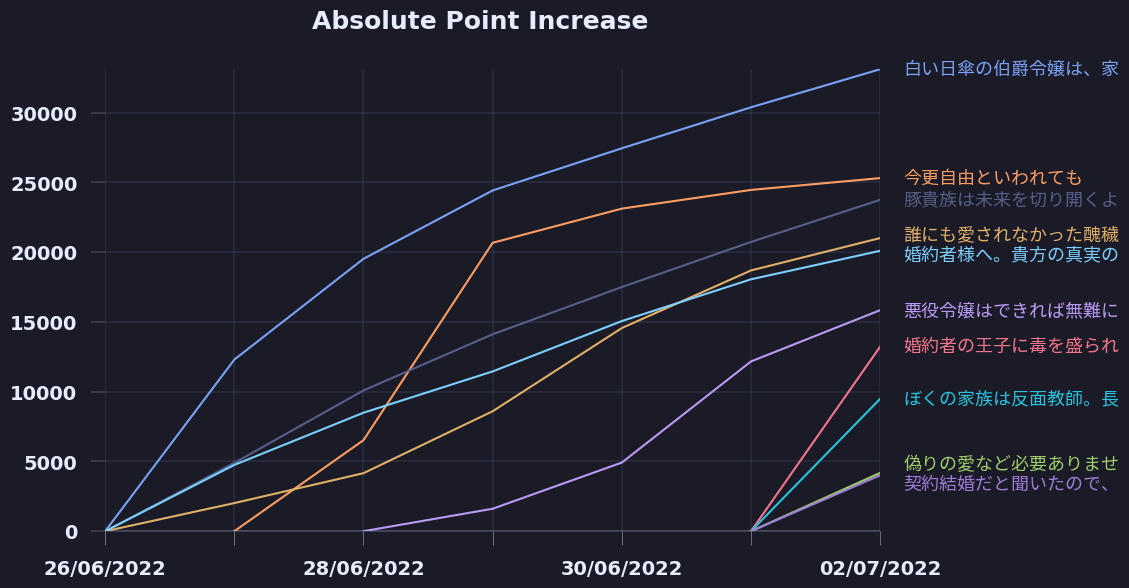 Absolute Point Increase
30000
25000
20000
15000
10000
5000
0
26/06/2022
28/06/2022
30/06/2022
02/07/2022
白い日傘の伯爵令嬢は、家
今更自由といわれても
豚貴族は未来を切り開くよ
誰にも愛されなかった醜穢
婚約者様へ。貴方の真実の
悪役令嬢はできれば無難に
婚約者の王子に毒を盛られ
ぼくの家族は反面教師。長
偽りの愛など必要ありませ
契約結婚だと聞いたので、